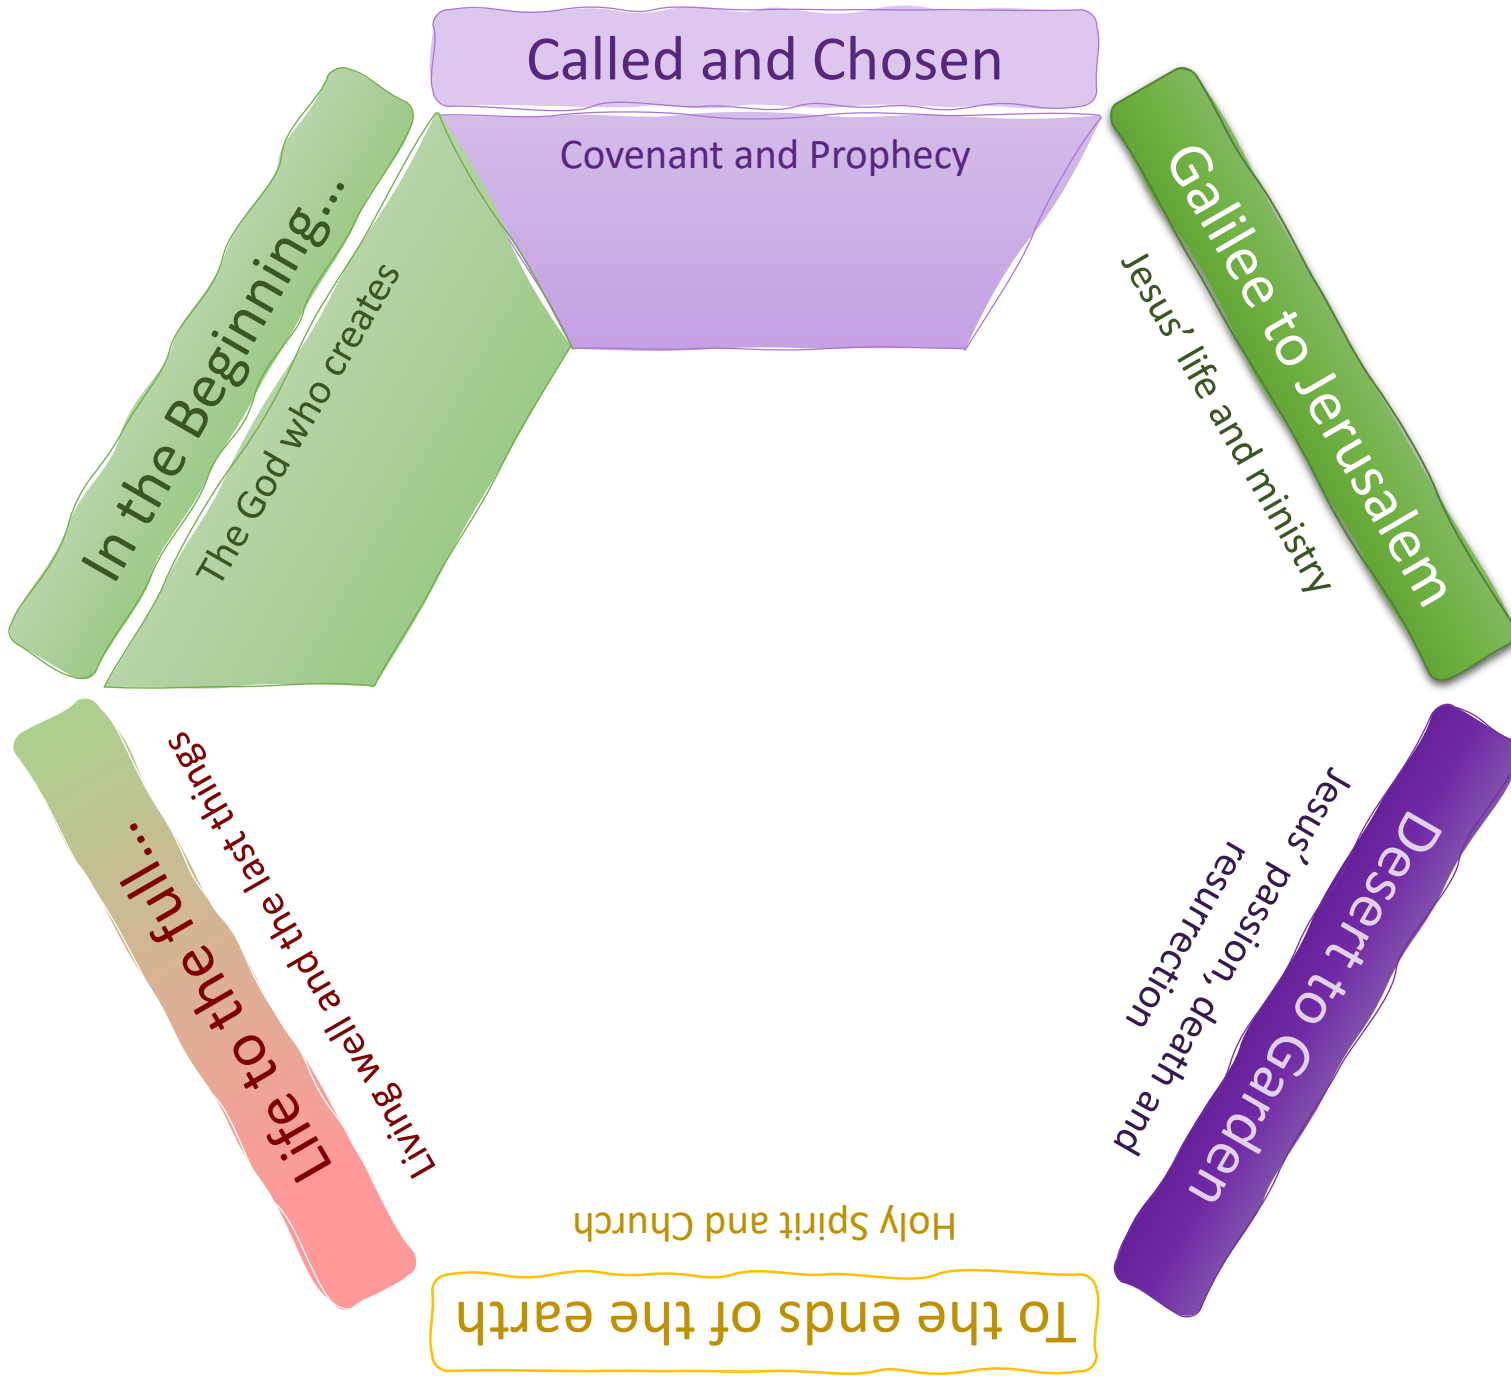 Called and Chosen
Covenant and Prophecy
Galilee to Jerusalem
Jesus’ life and ministry
Desert to Garden
Jesus’ passion, death and
resurrection
To the ends of the earth
Holy Spirit and Church
Life to the full...
Living well and the last things
In the Beginning...
The God who creates